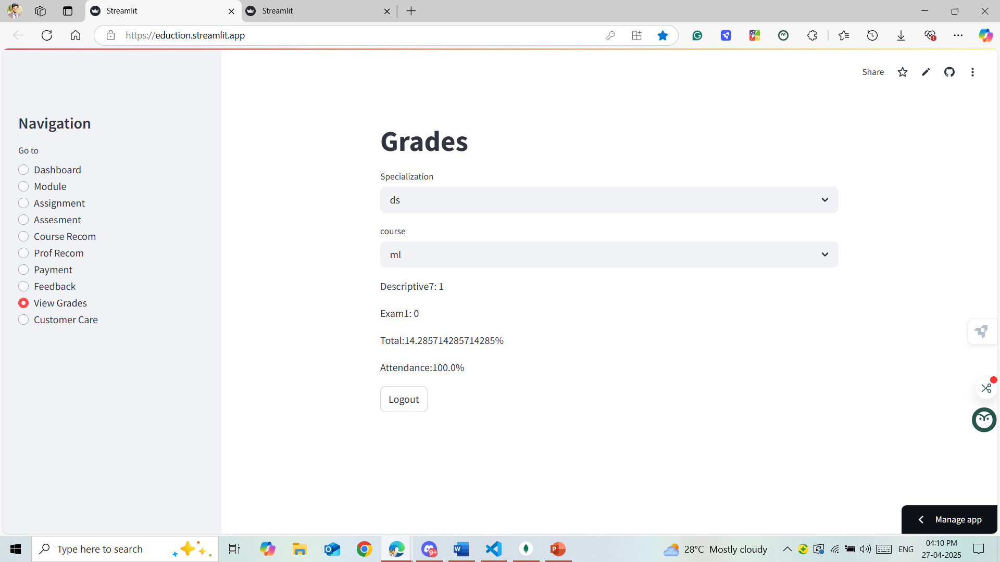 Streamlit
Streamlit
https://eduction.streamlit.app
Share
Navigation
Go to
Dashboard
Module
Assignment
Assesment
Course Recom
Prof Recom
Payment
Feedback
View Grades
Customer Care
Grades
Specialization
ds
course
ml
Descriptive7: 1
Exam1: 0
Total:14.285714285714285%
Attendance:100.0%
Logout
Manage app
Type here to search
9+
28°C Mostly cloudy
ENG
04:10 PM
27-04-2025